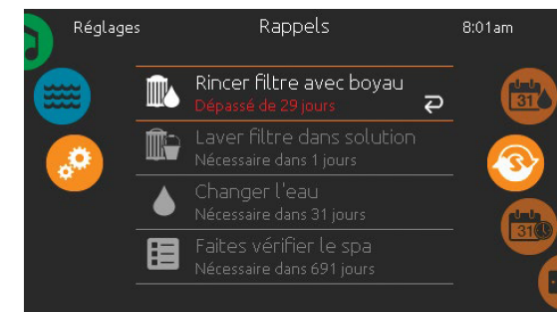 Réglages
Rappels
8:01am
Rincer filtre avec boyau
Dépassé de 29 jours
Laver filtre dans solution
Nécessaire dans 1 jours
Changer l'eau
Nécessaire dans 31 jours
Faites vérifier le spa
Nécessaire dans 691 jours
31
31